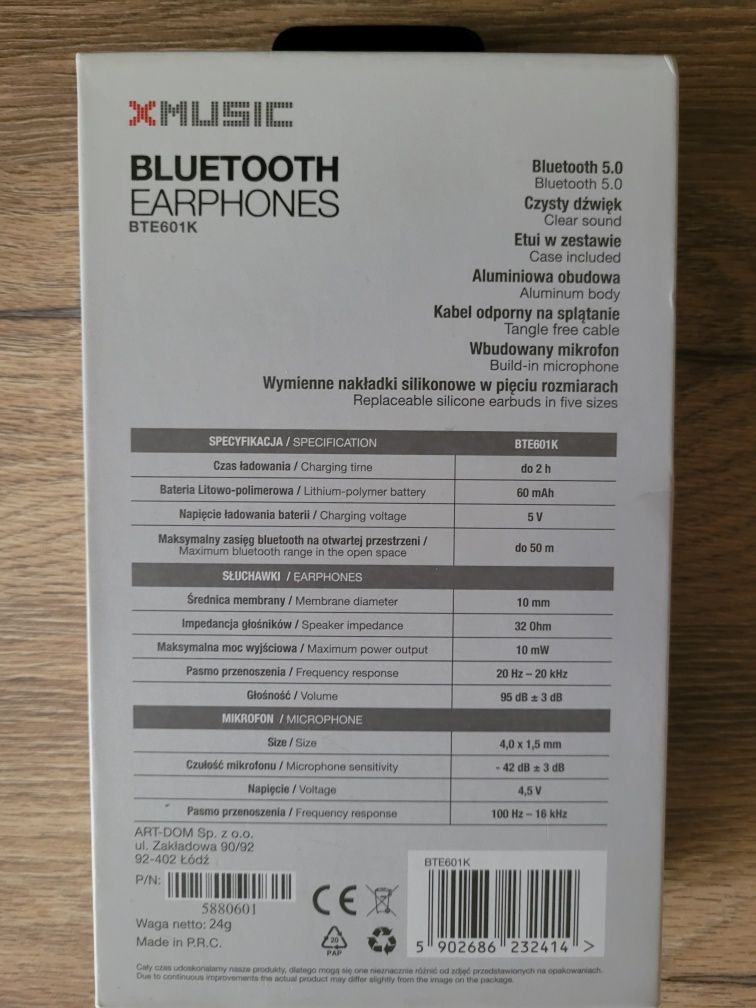 XMUSIC
BLUETOOTH
EARPHONES
BTE601K
Bluetooth 5.0
Bluetooth 5.0
Czysty dźwięk
Clear sound
Etui w zestawie
Case included
Aluminiowa obudowa
Aluminum body
Kabel odporny na splątanie
Tangle free cable
Wbudowany mikrofon
Build-in microphone
Wymienne nakładki silikonowe w pięciu rozmiarach
Replaceable silicone earbuds in five sizes
SPECYFIKACJA / SPECIFICATION BTE601K
Czas ładowania / Charging time do 2 h
Bateria Litowo-polimerowa / Lithium-polymer battery 60 mAh
Napięcie ładowania baterii / Charging voltage 5 V
Maksymalny zasięg bluetooth na otwartej przestrzeni /
Maximum bluetooth range in the open space do 50 m
SŁUCHAWKI / EARPHONES
Średnica membrany / Membrane diameter 10 mm
Impedancja głośników / Speaker impedance 32 Ohm
Maksymalna moc wyjściowa / Maximum power output 10 mW
Pasmo przenoszenia / Frequency response 20 Hz – 20 kHz
Głośność / Volume 95 dB ± 3 dB
MIKROFON / MICROPHONE
Size / Size 4,0 x 1,5 mm
Czułość mikrofonu / Microphone sensitivity - 42 dB ± 3 dB
Napięcie / Voltage 4,5 V
Pasmo przenoszenia / Frequency response 100 Hz – 16 kHz
ART-DOM Sp. z o.o.
ul. Zakładowa 90/92
92-402 Łódź
P/N:
5880601
Waga netto: 24g
Made in P.R.C.
CE
20
PAP
BTE601K
5 902686 232414 >
Cały czas udoskonalamy nasze produkty, dlatego mogą się one nieznacznie różnić od zdjęć przedstawionych na opakowaniach.
Due to continuous improvements the actual product may differ slightly from the image on the package.